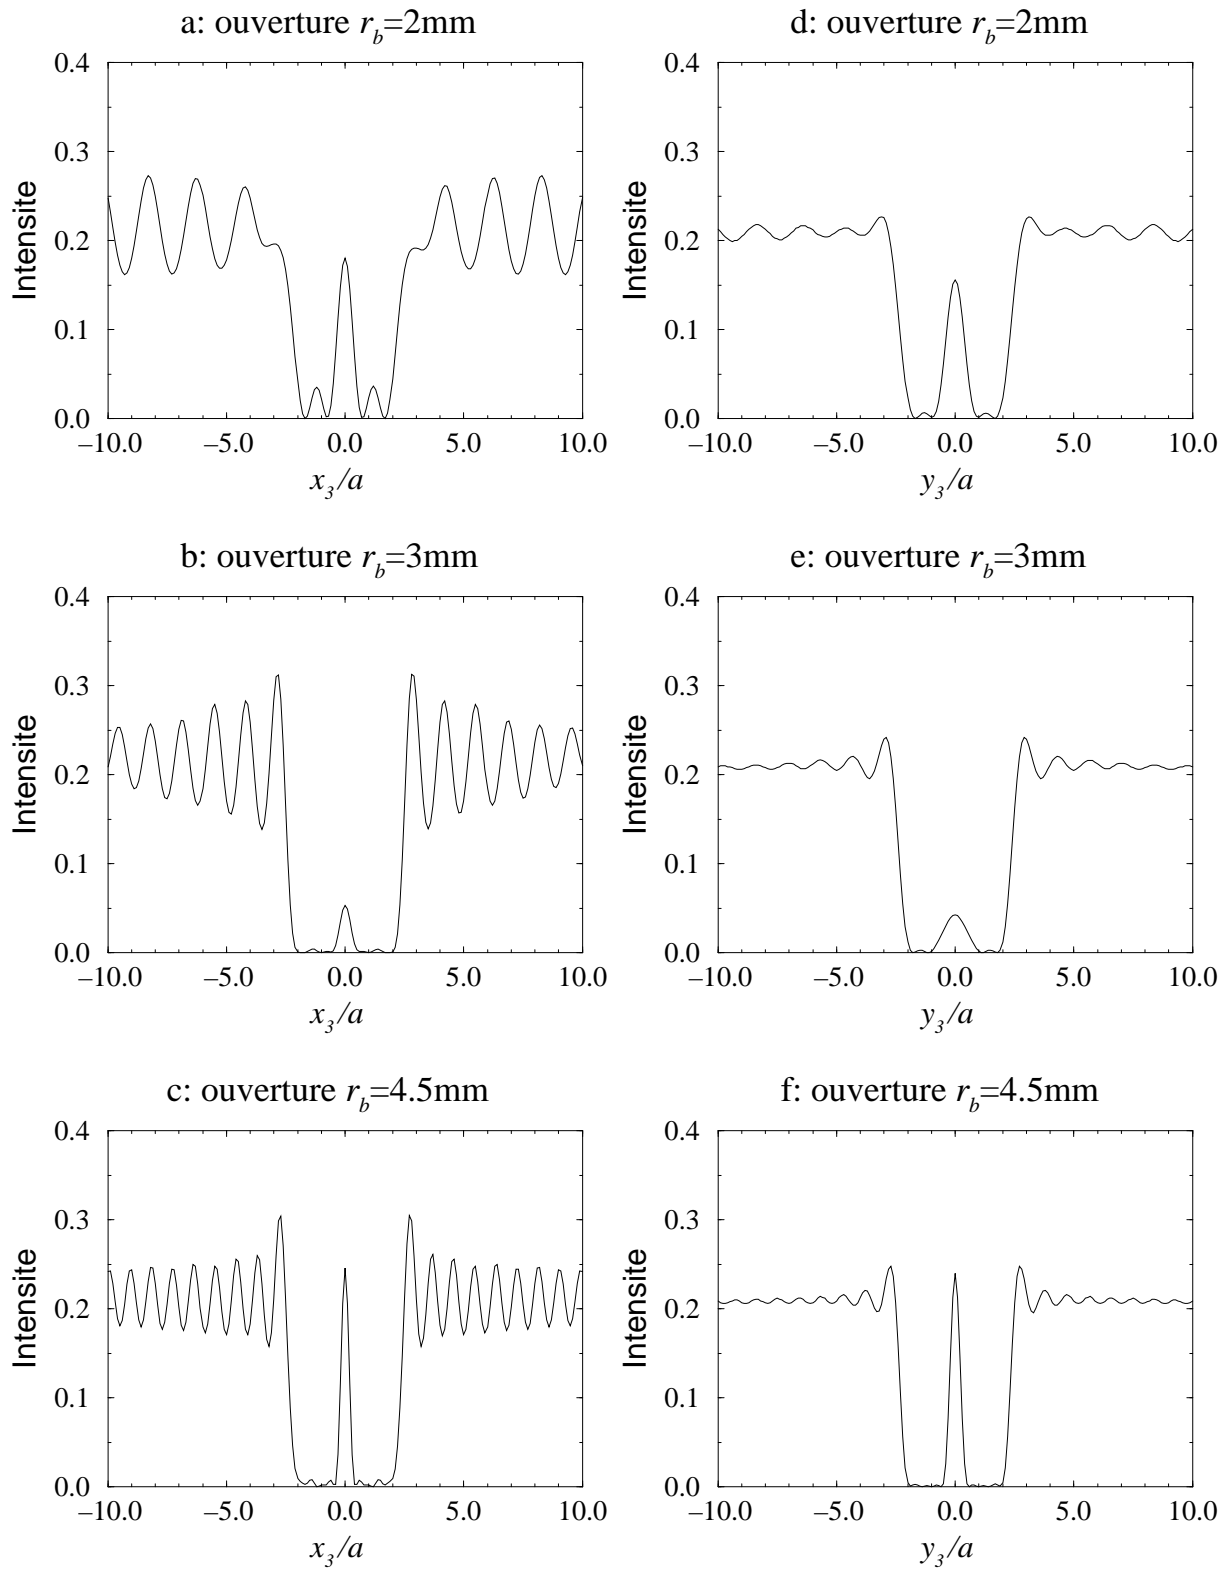 a: ouverture r_b=2mm
0.4
0.3
0.2
0.1
0.0
Intensite
−10.0 −5.0 0.0 5.0 10.0
x_3/a
d: ouverture r_b=2mm
0.4
0.3
0.2
0.1
0.0
Intensite
−10.0 −5.0 0.0 5.0 10.0
y_3/a
b: ouverture r_b=3mm
0.4
0.3
0.2
0.1
0.0
Intensite
−10.0 −5.0 0.0 5.0 10.0
x_3/a
e: ouverture r_b=3mm
0.4
0.3
0.2
0.1
0.0
Intensite
−10.0 −5.0 0.0 5.0 10.0
y_3/a
c: ouverture r_b=4.5mm
0.4
0.3
0.2
0.1
0.0
Intensite
−10.0 −5.0 0.0 5.0 10.0
x_3/a
f: ouverture r_b=4.5mm
0.4
0.3
0.2
0.1
0.0
Intensite
−10.0 −5.0 0.0 5.0 10.0
y_3/a